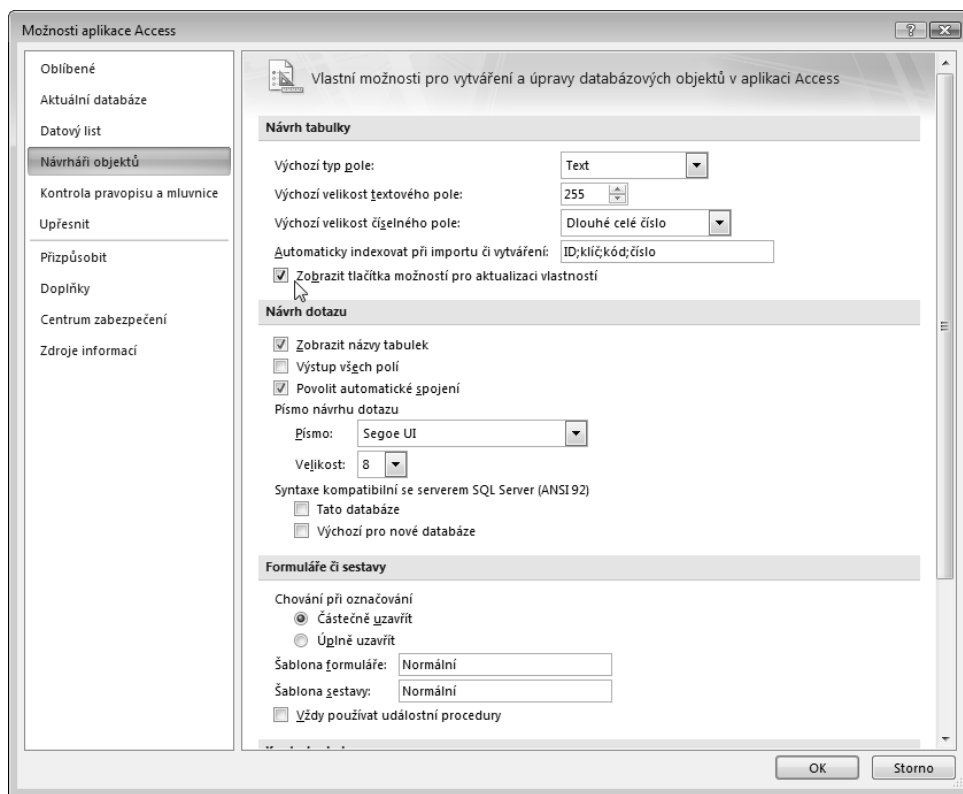 Možnosti aplikace Access
Oblíbené
Aktuální databáze
Datový list
Návrháři objektů
Kontrola pravopisu a mluvnice
Upřesnit
Přizpůsobit
Doplňky
Centrum zabezpečení
Zdroje informací
Vlastní možnosti pro vytváření a úpravy databázových objektů v aplikaci Access
Návrh tabulky
Výchozí typ pole: Text
Výchozí velikost textového pole: 255
Výchozí velikost číselného pole: Dlouhé celé číslo
Automaticky indexovat při importu či vytváření: ID;klíč;kód;číslo
Zobrazit tlačítka možností pro aktualizaci vlastností
Návrh dotazu
Zobrazit názvy tabulek
Výstup všech polí
Povolit automatické spojení
Písmo návrhu dotazu
Písmo: Segoe UI
Velikost: 8
Syntaxe kompatibilní se serverem SQL Server (ANSI 92)
Tato databáze
Výchozí pro nové databáze
Formuláře či sestavy
Chování při označování
Částečně uzavřít
Úplně uzavřít
Šablona formuláře: Normální
Šablona sestavy: Normální
Vždy používat událostní procedury
OK Storno